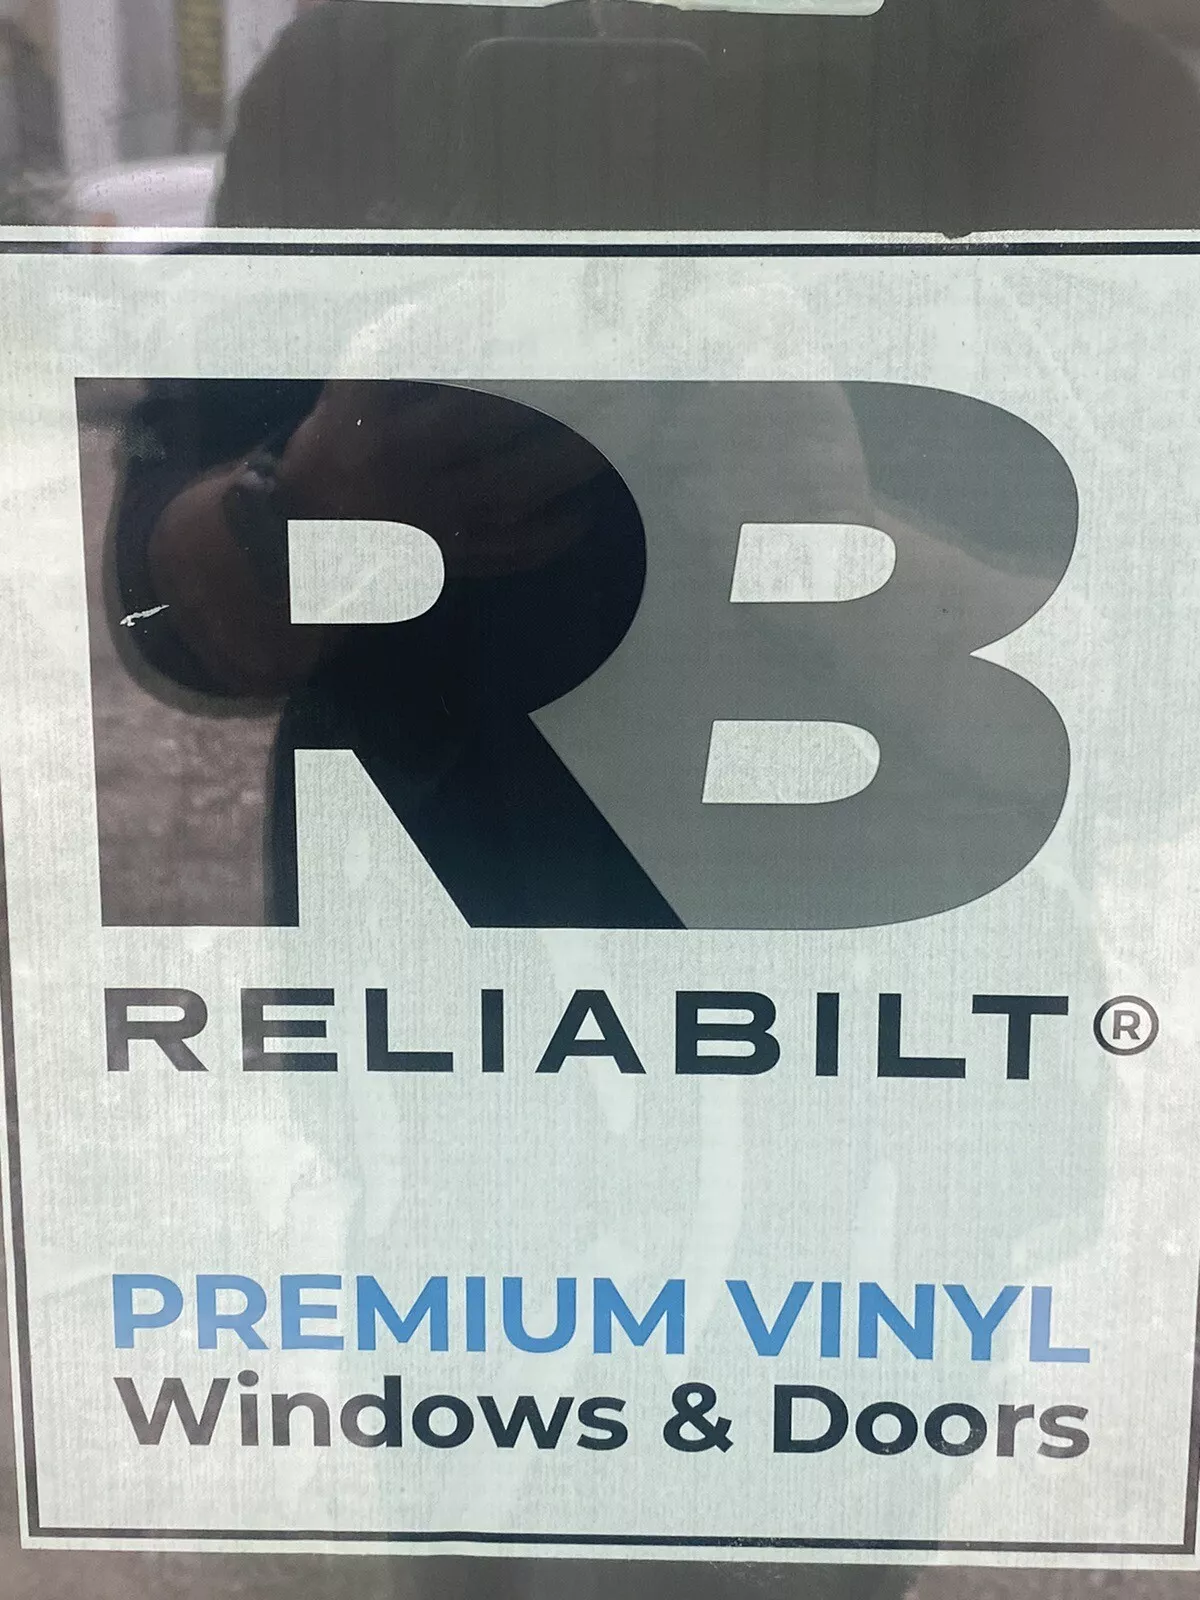 RB
RELIABILT®
PREMIUM VINYL
Windows & Doors